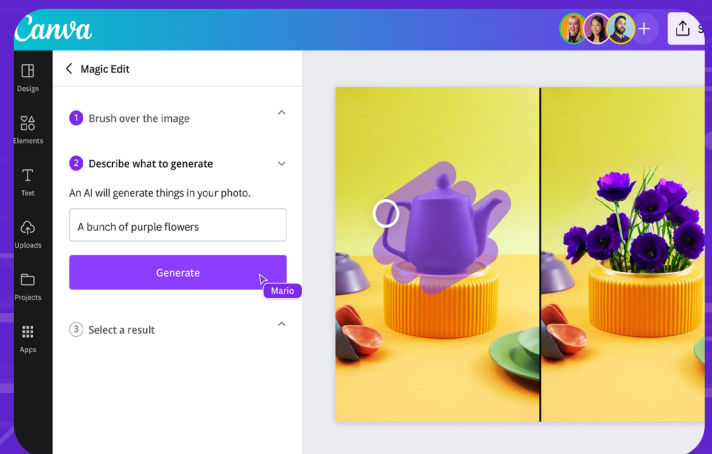 Canva
S
Magic Edit
Design
1 Brush over the image
Elements
2 Describe what to generate
Text
An AI will generate things in your photo.
A bunch of purple flowers
Uploads
Generate
Mario
Projects
3 Select a result
Apps